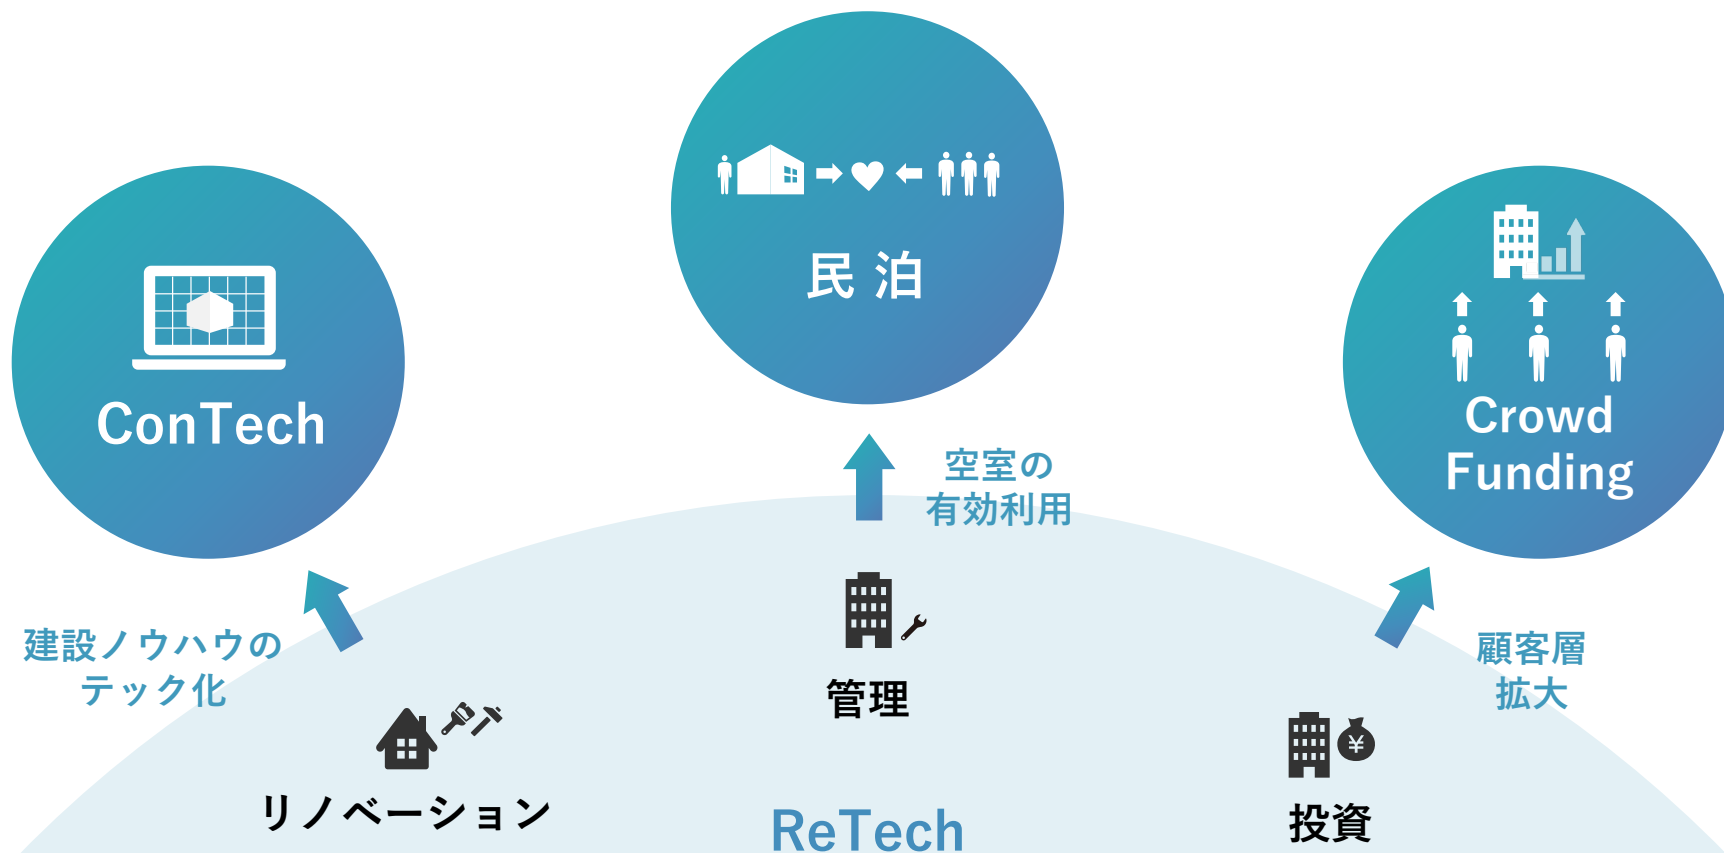 民泊
ConTech
Crowd
Funding
空室の
有効利用
建設ノウハウの
テック化
顧客層
拡大
管理
リノベーション
¥
投資
ReTech